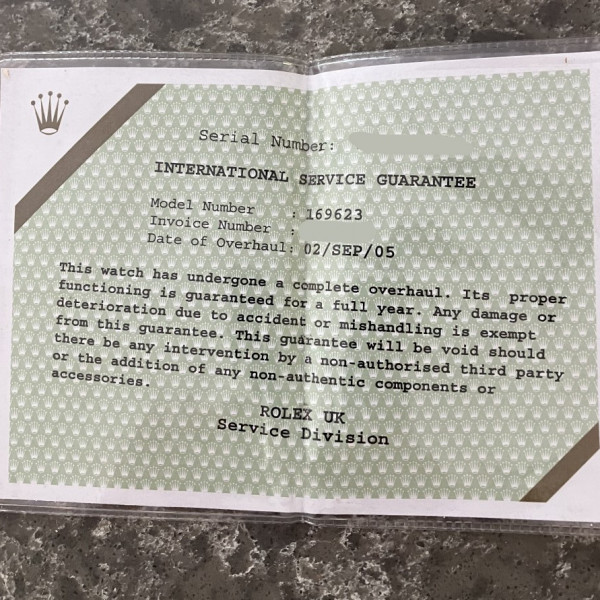 Serial Number:
INTERNATIONAL SERVICE GUARANTEE
Model Number : 169623
Invoice Number :
Date of Overhaul: 02/SEP/05
This watch has undergone a complete overhaul. Its proper
functioning is guaranteed for a full year. Any damage or
deterioration due to accident or mishandling is exempt
from this guarantee. This guarantee will be void should
there be any intervention by a non-authorised third party
or the addition of any non-authentic components or
accessories.
ROLEX UK
Service Division